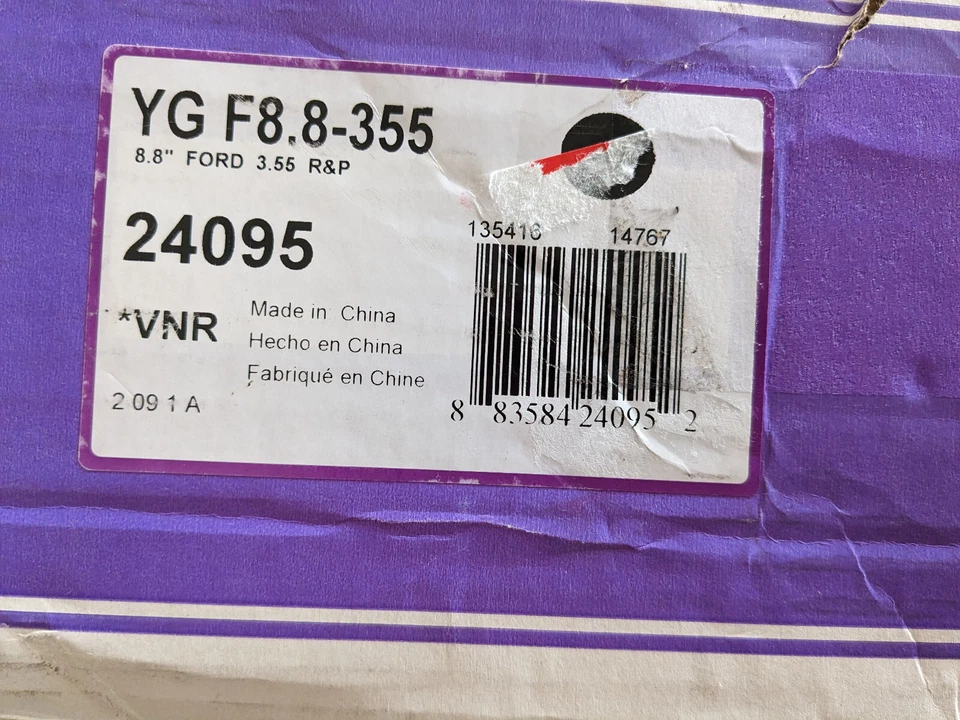 YG F8.8-355
8.8" FORD 3.55 R&P
24095
135416 14767
*VNR
Made in China
Hecho en China
Fabriqué en Chine
2 09 1 A
8 83584 24095 2